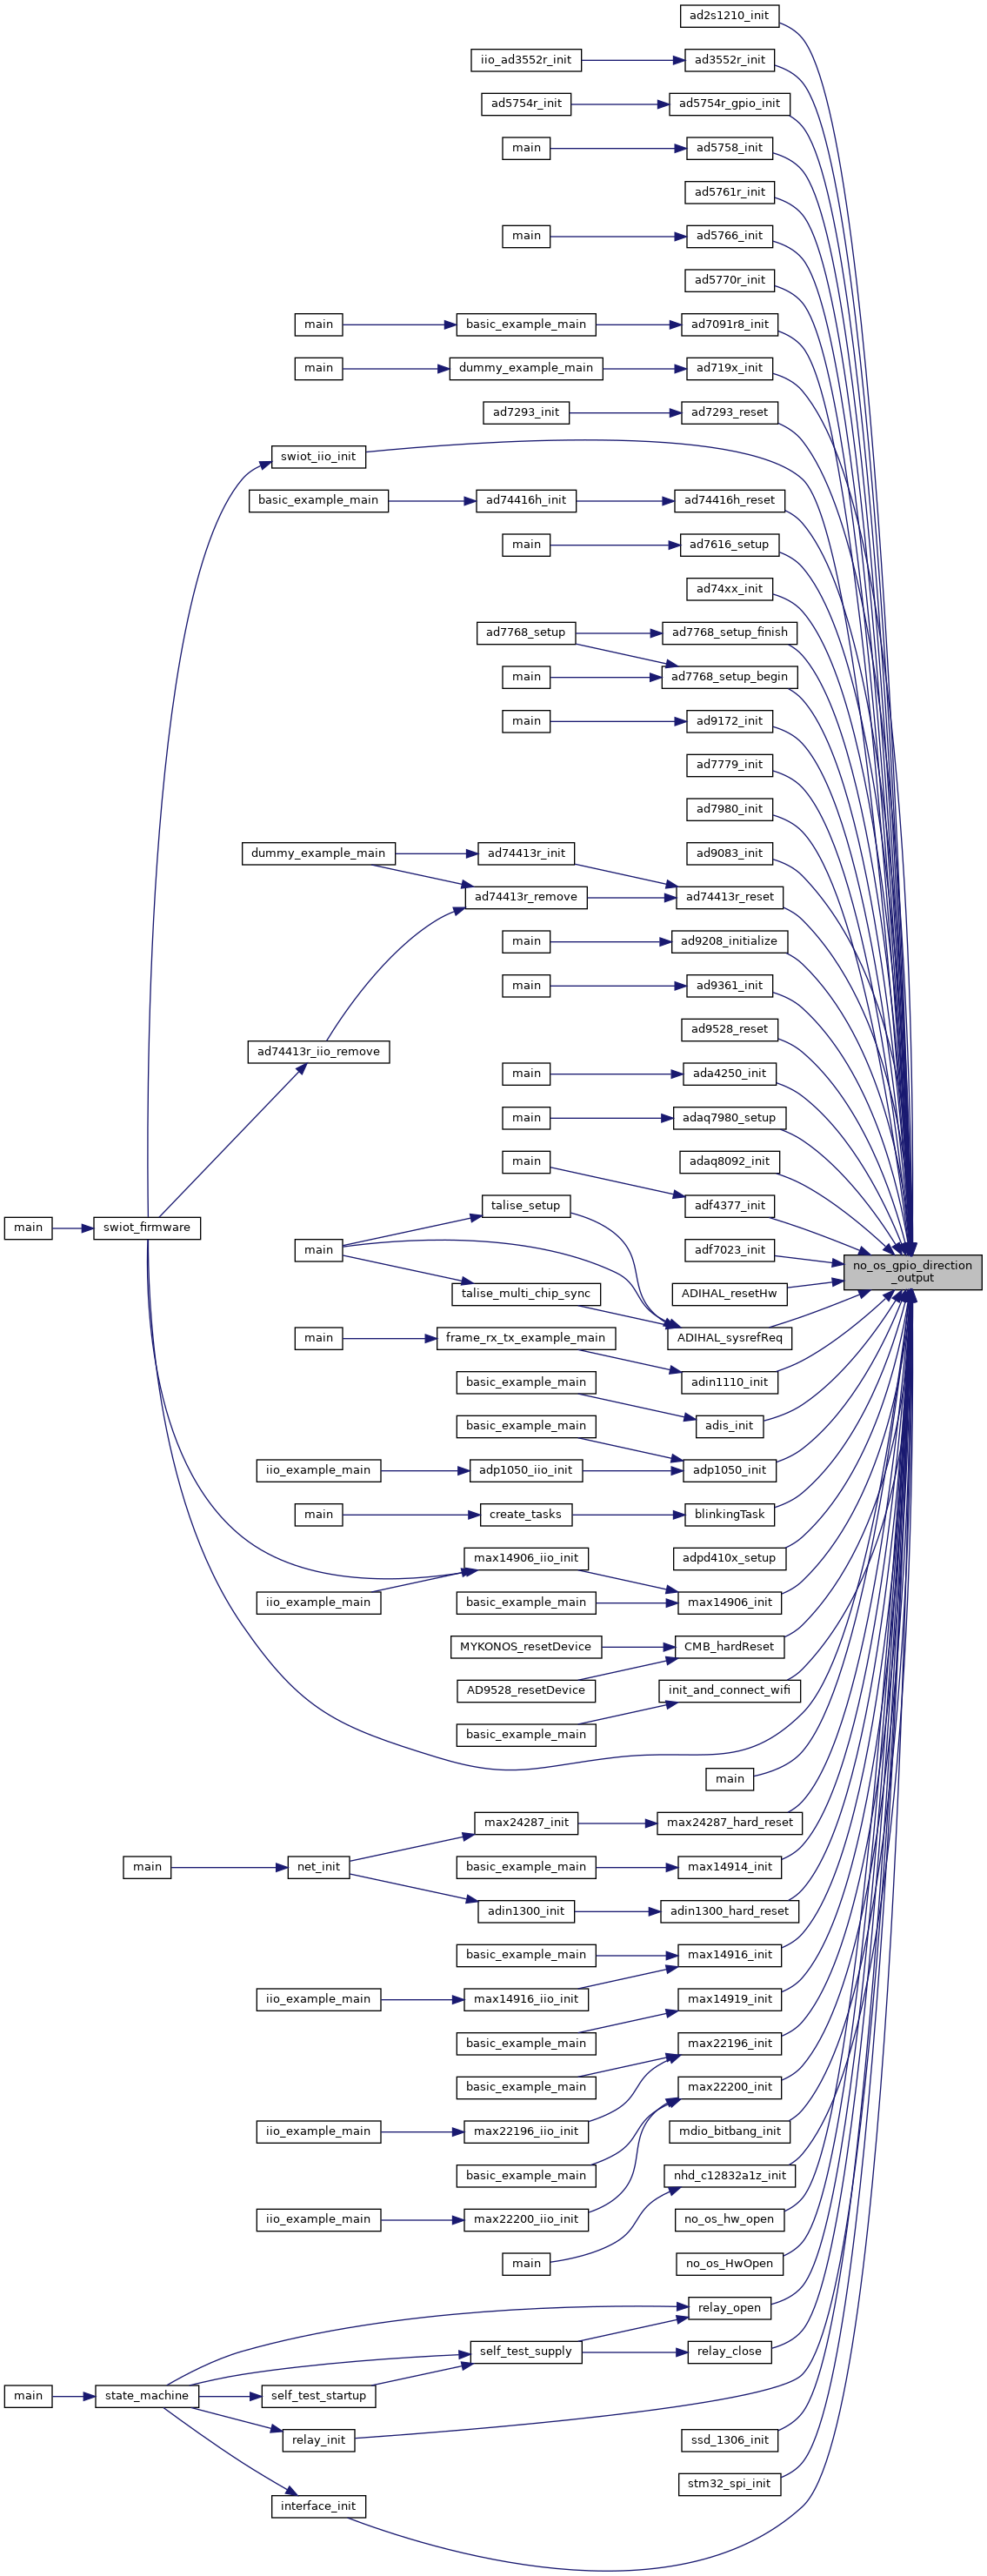 ad2s1210_init
iio_ad3552r_init
ad3552r_init
ad5754r_init
ad5754r_gpio_init
main
ad5758_init
ad5761r_init
main
ad5766_init
ad5770r_init
main
basic_example_main
ad7091r8_init
main
dummy_example_main
ad719x_init
ad7293_init
ad7293_reset
swiot_iio_init
basic_example_main
ad74416h_init
ad74416h_reset
main
ad7616_setup
ad74xx_init
ad7768_setup
ad7768_setup_finish
main
ad7768_setup_begin
main
ad9172_init
ad7779_init
ad7980_init
dummy_example_main
ad74413r_init
ad9083_init
ad74413r_remove
ad74413r_reset
main
ad9208_initialize
main
ad9361_init
ad9528_reset
ad74413r_iio_remove
main
ada4250_init
main
adaq7980_setup
main
adaq8092_init
talise_setup
adf4377_init
main
swiot_firmware
main
adf7023_init
no_os_gpio_direction
_output
talise_multi_chip_sync
ADIHAL_resetHw
main
frame_rx_tx_example_main
ADIHAL_sysrefReq
basic_example_main
adin1110_init
basic_example_main
adis_init
iio_example_main
adp1050_iio_init
adp1050_init
main
create_tasks
blinkingTask
max14906_iio_init
adpd410x_setup
iio_example_main
basic_example_main
max14906_init
MYKONOS_resetDevice
CMB_hardReset
AD9528_resetDevice
init_and_connect_wifi
basic_example_main
main
max24287_init
max24287_hard_reset
main
net_init
basic_example_main
max14914_init
adin1300_init
adin1300_hard_reset
basic_example_main
max14916_init
iio_example_main
max14916_iio_init
max14919_init
basic_example_main
max22196_init
basic_example_main
max22200_init
iio_example_main
max22196_iio_init
mdio_bitbang_init
basic_example_main
nhd_c12832a1z_init
iio_example_main
max22200_iio_init
no_os_hw_open
main
no_os_HwOpen
relay_open
self_test_supply
relay_close
main
state_machine
self_test_startup
relay_init
ssd_1306_init
stm32_spi_init
interface_init